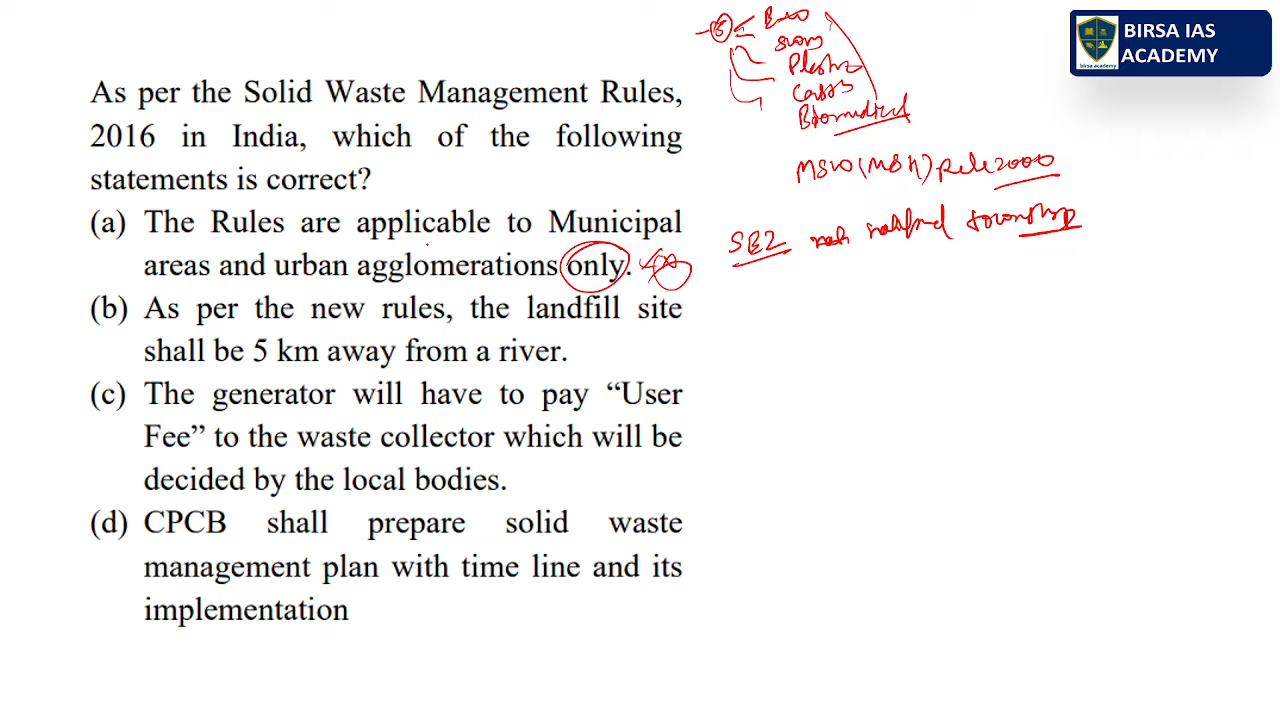 BIRSA IAS
ACADEMY
birsa academy
As per the Solid Waste Management Rules,
2016 in India, which of the following
statements is correct?
(a) The Rules are applicable to Municipal
areas and urban agglomerations only.
(b) As per the new rules, the landfill site
shall be 5 km away from a river.
(c) The generator will have to pay “User
Fee” to the waste collector which will be
decided by the local bodies.
(d) CPCB shall prepare solid waste
management plan with time line and its
implementation
Biomedical
2000
SEZ township